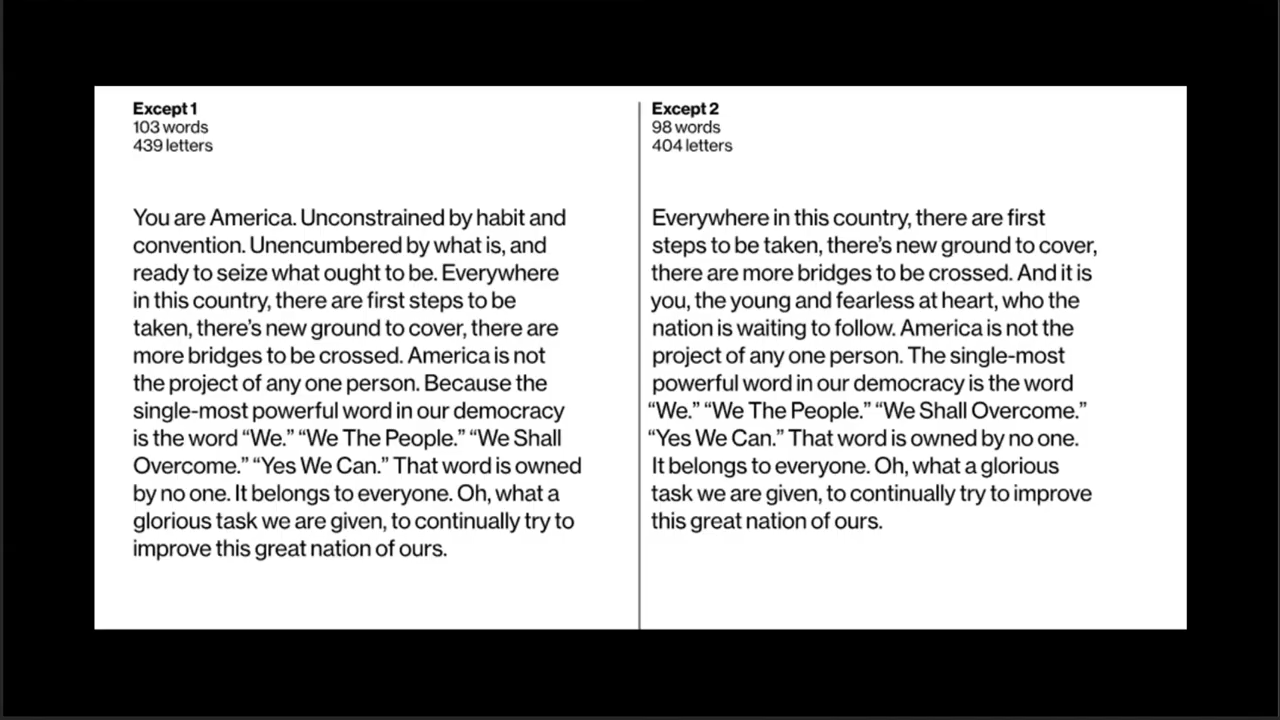 Except 1
103 words
439 letters
You are America. Unconstrained by habit and
convention. Unencumbered by what is, and
ready to seize what ought to be. Everywhere
in this country, there are first steps to be
taken, there’s new ground to cover, there are
more bridges to be crossed. America is not
the project of any one person. Because the
single-most powerful word in our democracy
is the word “We.” “We The People.” “We Shall
Overcome.” “Yes We Can.” That word is owned
by no one. It belongs to everyone. Oh, what a
glorious task we are given, to continually try to
improve this great nation of ours.
Except 2
98 words
404 letters
Everywhere in this country, there are first
steps to be taken, there’s new ground to cover,
there are more bridges to be crossed. And it is
you, the young and fearless at heart, who the
nation is waiting to follow. America is not the
project of any one person. The single-most
powerful word in our democracy is the word
“We.” “We The People.” “We Shall Overcome.”
“Yes We Can.” That word is owned by no one.
It belongs to everyone. Oh, what a glorious
task we are given, to continually try to improve
this great nation of ours.